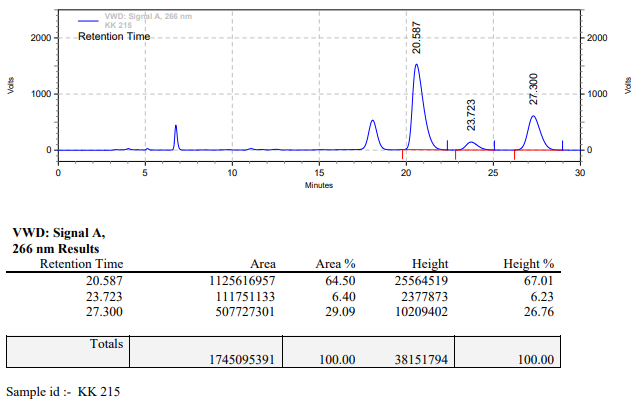 VWD: Signal A, 266 nm
KK 215
Retention Time
2000
1000
0
Volts
2000
1000
0
Volts
20.587
23.723
27.300
0 5 10 15 20 25 30
Minutes
VWD: Signal A,
266 nm Results
Retention Time Area Area % Height Height %
20.587 1125616957 64.50 25564519 67.01
23.723 111751133 6.40 2377873 6.23
27.300 507727301 29.09 10209402 26.76
Totals
1745095391 100.00 38151794 100.00
Sample id :- KK 215